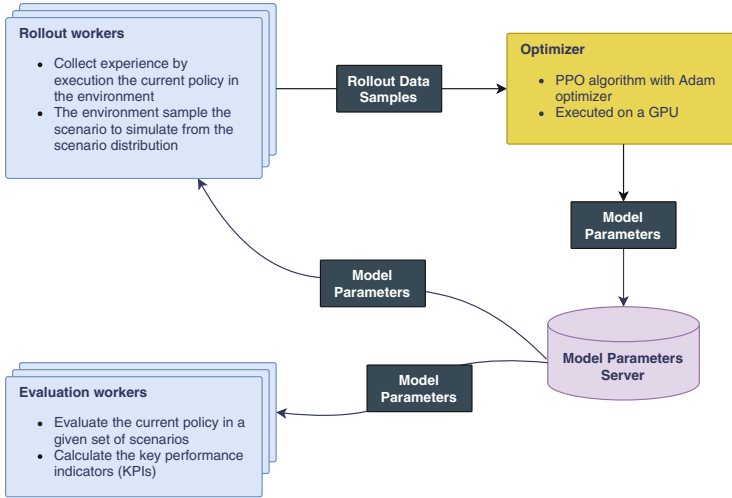 Rollout workers
• Collect experience by
execution the current policy in
the environment
• The environment sample the
scenario to simulate from the
scenario distribution
Rollout Data
Samples
Optimizer
• PPO algorithm with Adam
optimizer
• Executed on a GPU
Model
Parameters
Model
Parameters
Model Parameters
Server
Model
Parameters
Evaluation workers
• Evaluate the current policy in a
given set of scenarios
• Calculate the key performance
indicators (KPIs)